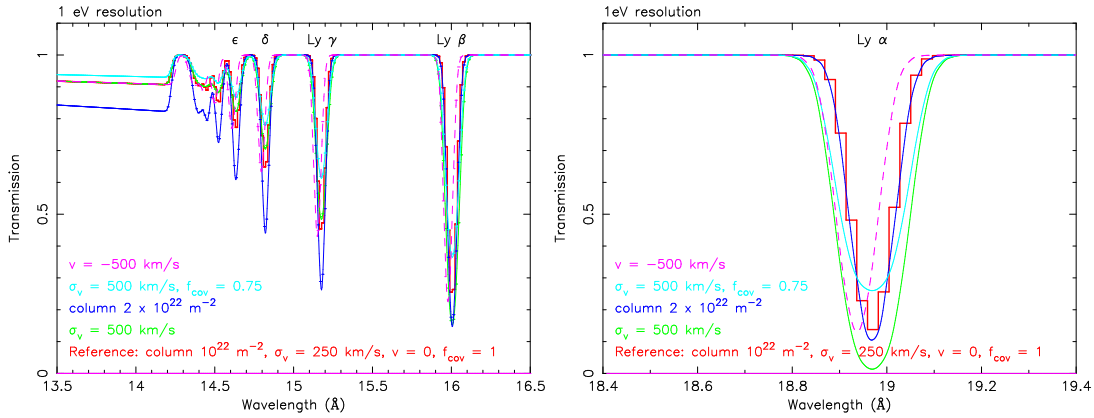 1 eV resolution
ϵ δ Ly γ Ly β
Transmission
0 0.5 1
v = −500 km/s
σv = 500 km/s, fcov = 0.75
column 2 x 10²² m⁻²
σv = 500 km/s
Reference: column 10²² m⁻², σv = 250 km/s, v = 0, fcov = 1
13.5 14 14.5 15 15.5 16 16.5
Wavelength (Å)
1eV resolution
Ly α
Transmission
0 0.5 1
v = −500 km/s
σv = 500 km/s, fcov = 0.75
column 2 x 10²² m⁻²
σv = 500 km/s
Reference: column 10²² m⁻², σv = 250 km/s, v = 0, fcov = 1
18.4 18.6 18.8 19 19.2 19.4
Wavelength (Å)